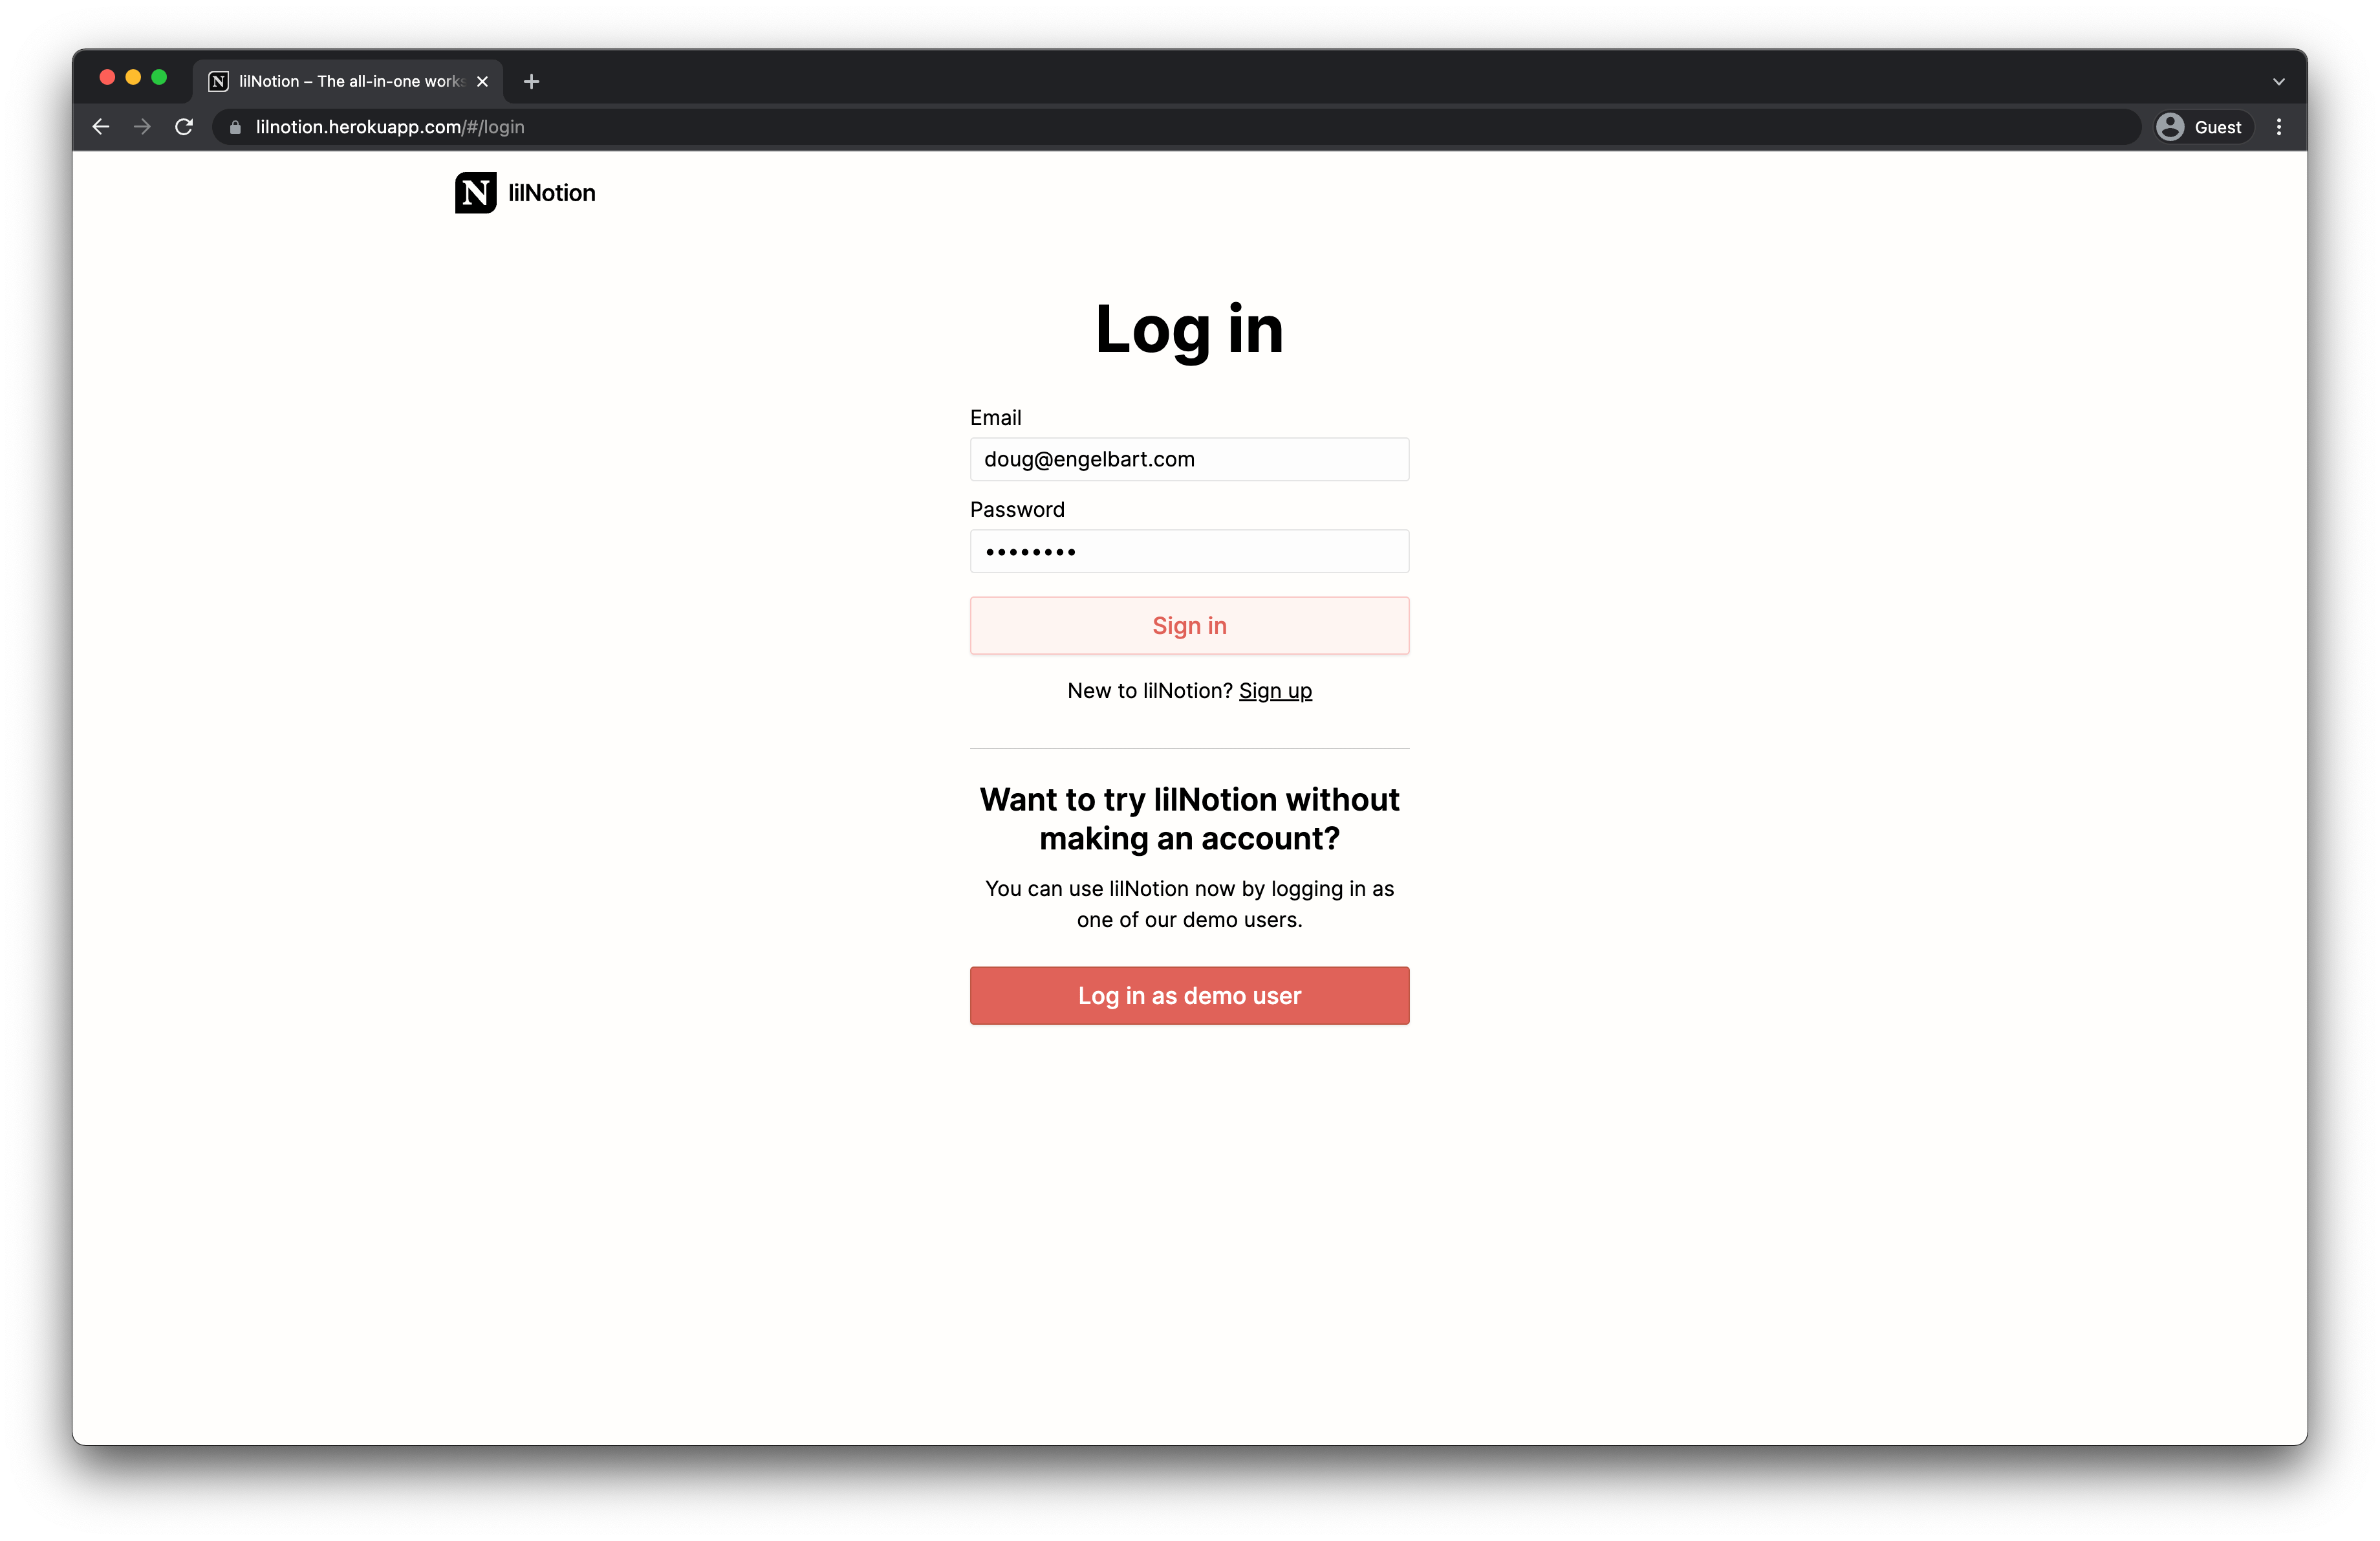 lilNotion – The all-in-one works
lilnotion.herokuapp.com/#/login
Guest
N lilNotion
Log in
Email
doug@engelbart.com
Password
••••••••
Sign in
New to lilNotion? Sign up
Want to try lilNotion without
making an account?
You can use lilNotion now by logging in as
one of our demo users.
Log in as demo user